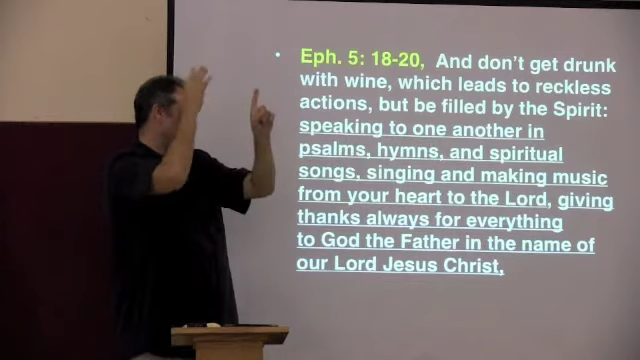 • Eph. 5: 18-20, And don't get drunk
with wine, which leads to reckless
actions, but be filled by the Spirit:
speaking to one another in
psalms, hymns, and spiritual
songs, singing and making music
from your heart to the Lord, giving
thanks always for everything
to God the Father in the name of
our Lord Jesus Christ,